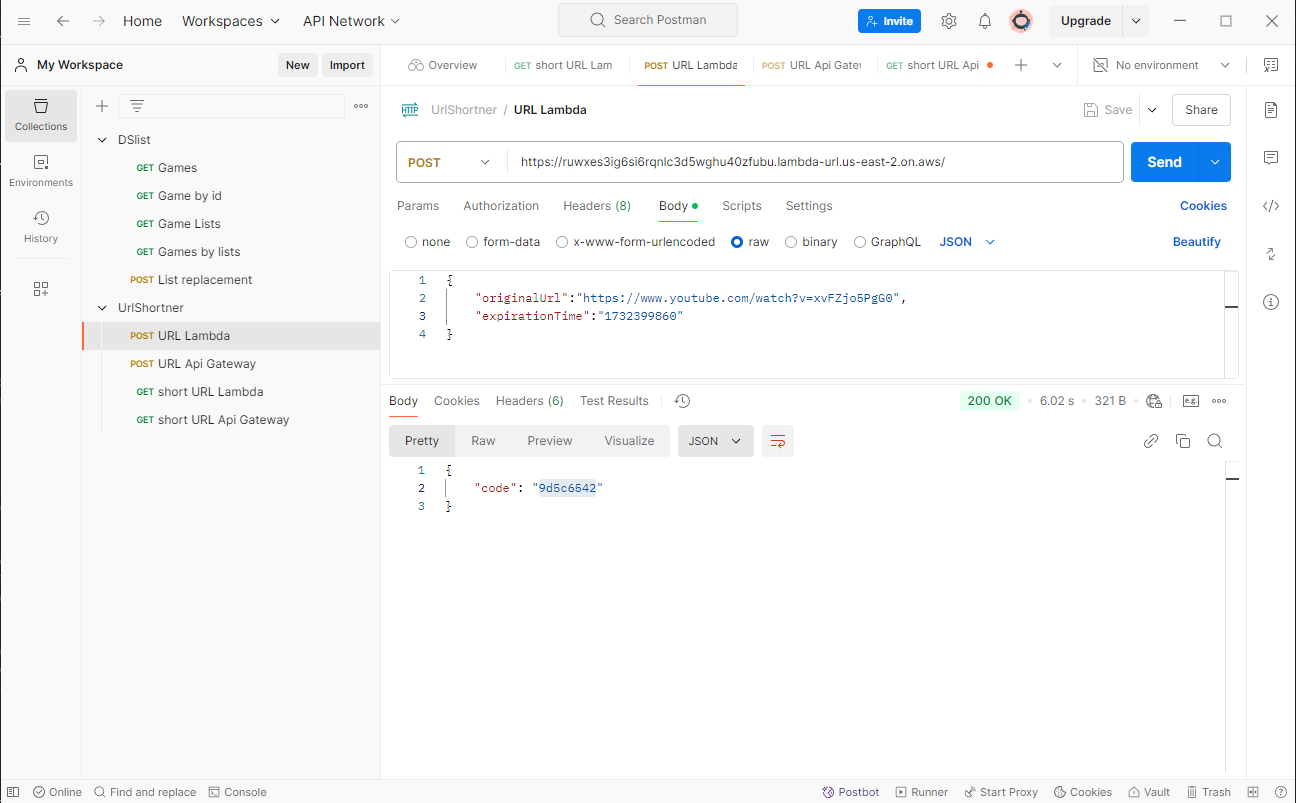 Home Workspaces API Network Search Postman Invite Upgrade
My Workspace New Import Overview GET short URL Lam POST URL Lambda POST URL Api Gatew GET short URL Api No environment
Collections
Environments
History
DSlist
GET Games
GET Game by id
GET Game Lists
GET Games by lists
POST List replacement
UrlShortner
POST URL Lambda
POST URL Api Gateway
GET short URL Lambda
GET short URL Api Gateway
HTTP UrlShortner / URL Lambda Save Share
POST https://ruwxes3ig6si6rqnlc3d5wghu40zfubu.lambda-url.us-east-2.on.aws/ Send
Params Authorization Headers (8) Body Scripts Settings Cookies
none form-data x-www-form-urlencoded raw binary GraphQL JSON Beautify
1 {
2 "originalUrl":"https://www.youtube.com/watch?v=xvFZjo5PgG0",
3 "expirationTime":"1732399860"
4 }
Body Cookies Headers (6) Test Results 200 OK 6.02 s 321 B e.g.
Pretty Raw Preview Visualize JSON
1 {
2 "code": "9d5c6542"
3 }
Online Find and replace Console Postbot Runner Start Proxy Cookies Vault Trash